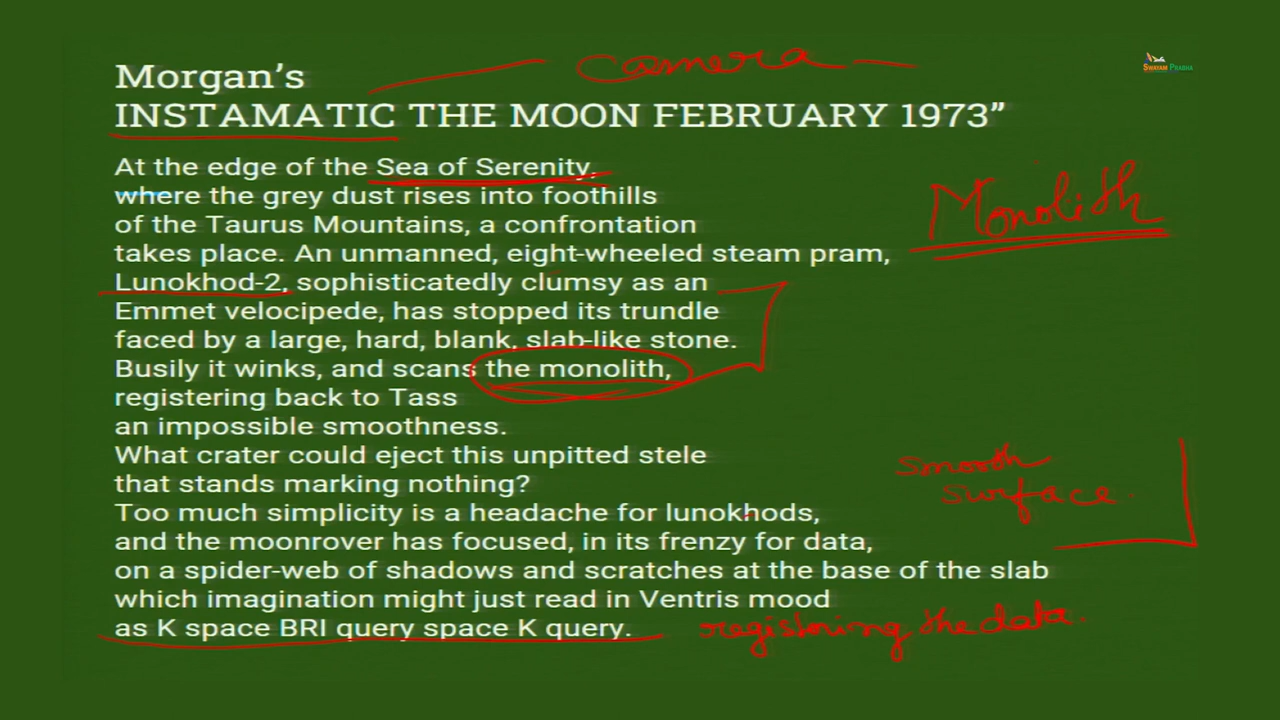 camera
Morgan's
INSTAMATIC THE MOON FEBRUARY 1973"
SWAYAM PRABHA
At the edge of the Sea of Serenity,
where the grey dust rises into foothills
of the Taurus Mountains, a confrontation
takes place. An unmanned, eight-wheeled steam pram,
Monolith
Lunokhod-2, sophisticatedly clumsy as an
Emmet velocipede, has stopped its trundle
faced by a large, hard, blank, slab-like stone.
Busily it winks, and scans the monolith,
registering back to Tass
an impossible smoothness.
What crater could eject this unpitted stele
that stands marking nothing?
smooth
surface
Too much simplicity is a headache for lunokhods,
and the moonrover has focused, in its frenzy for data,
on a spider-web of shadows and scratches at the base of the slab
which imagination might just read in Ventris mood
as K space BRI query space K query.
registering the data.